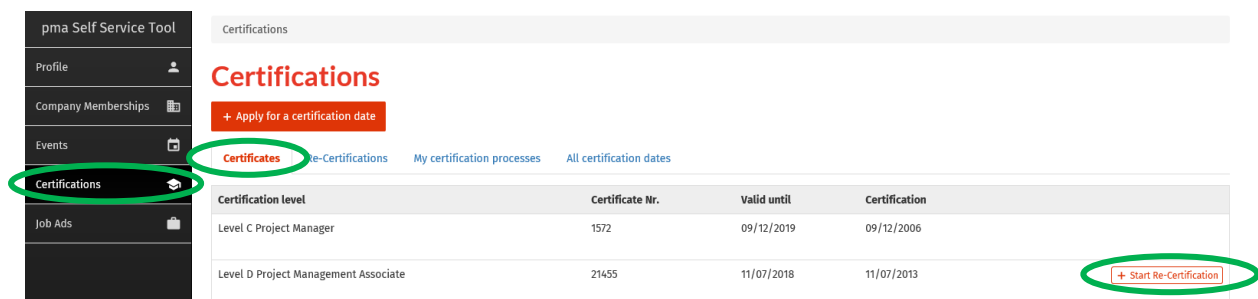 pma Self Service Tool
Profile
Company Memberships
Events
Certifications
Job Ads
Certifications
Certifications
+ Apply for a certification date
Certificates Re-Certifications My certification processes All certification dates
Certification level Certificate Nr. Valid until Certification
Level C Project Manager 1572 09/12/2019 09/12/2006
Level D Project Management Associate 21455 11/07/2018 11/07/2013 + Start Re-Certification